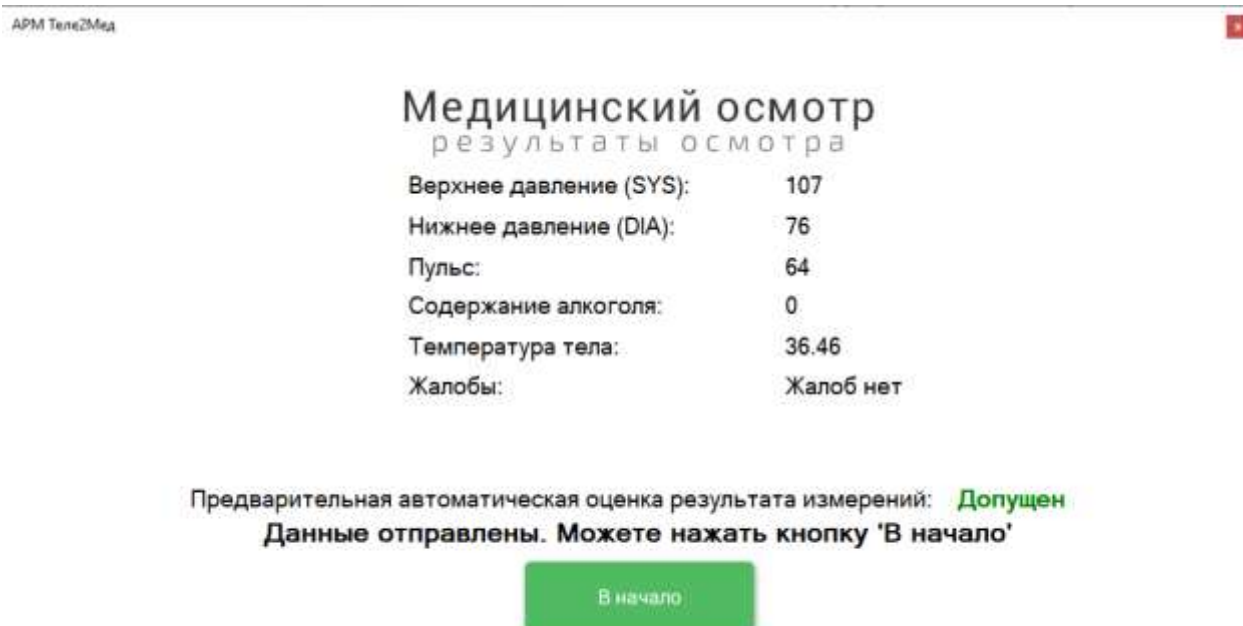 АРМ Теле2Мед
Медицинский осмотр
результаты осмотра
Верхнее давление (SYS): 107
Нижнее давление (DIA): 76
Пульс: 64
Содержание алкоголя: 0
Температура тела: 36.46
Жалобы: Жалоб нет
Предварительная автоматическая оценка результата измерений: Допущен
Данные отправлены. Можете нажать кнопку 'В начало'
В начало